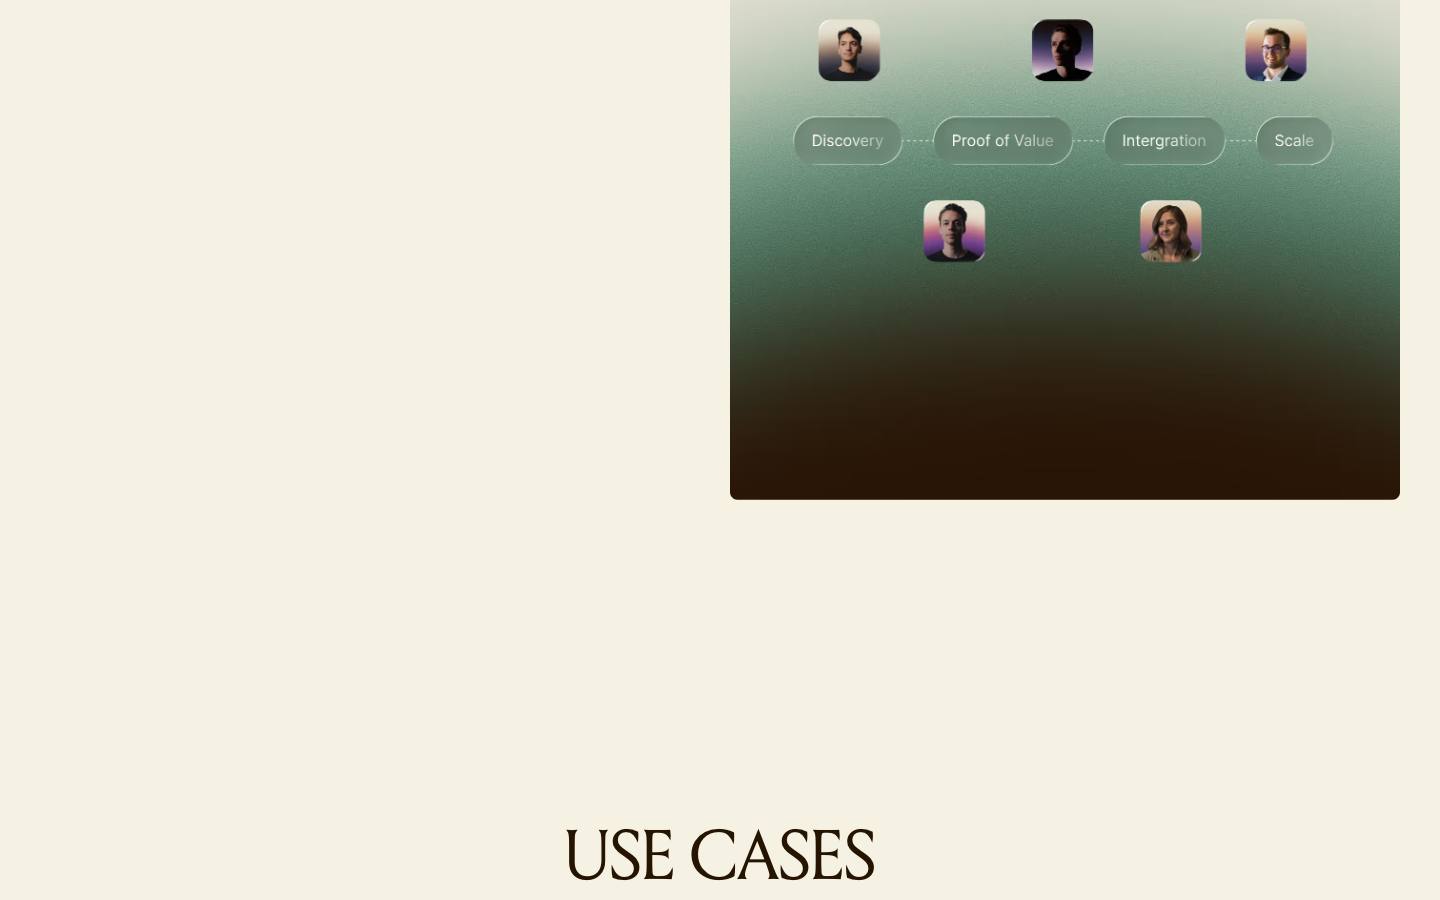 Discovery
Proof of Value
Intergration
Scale
USE CASES